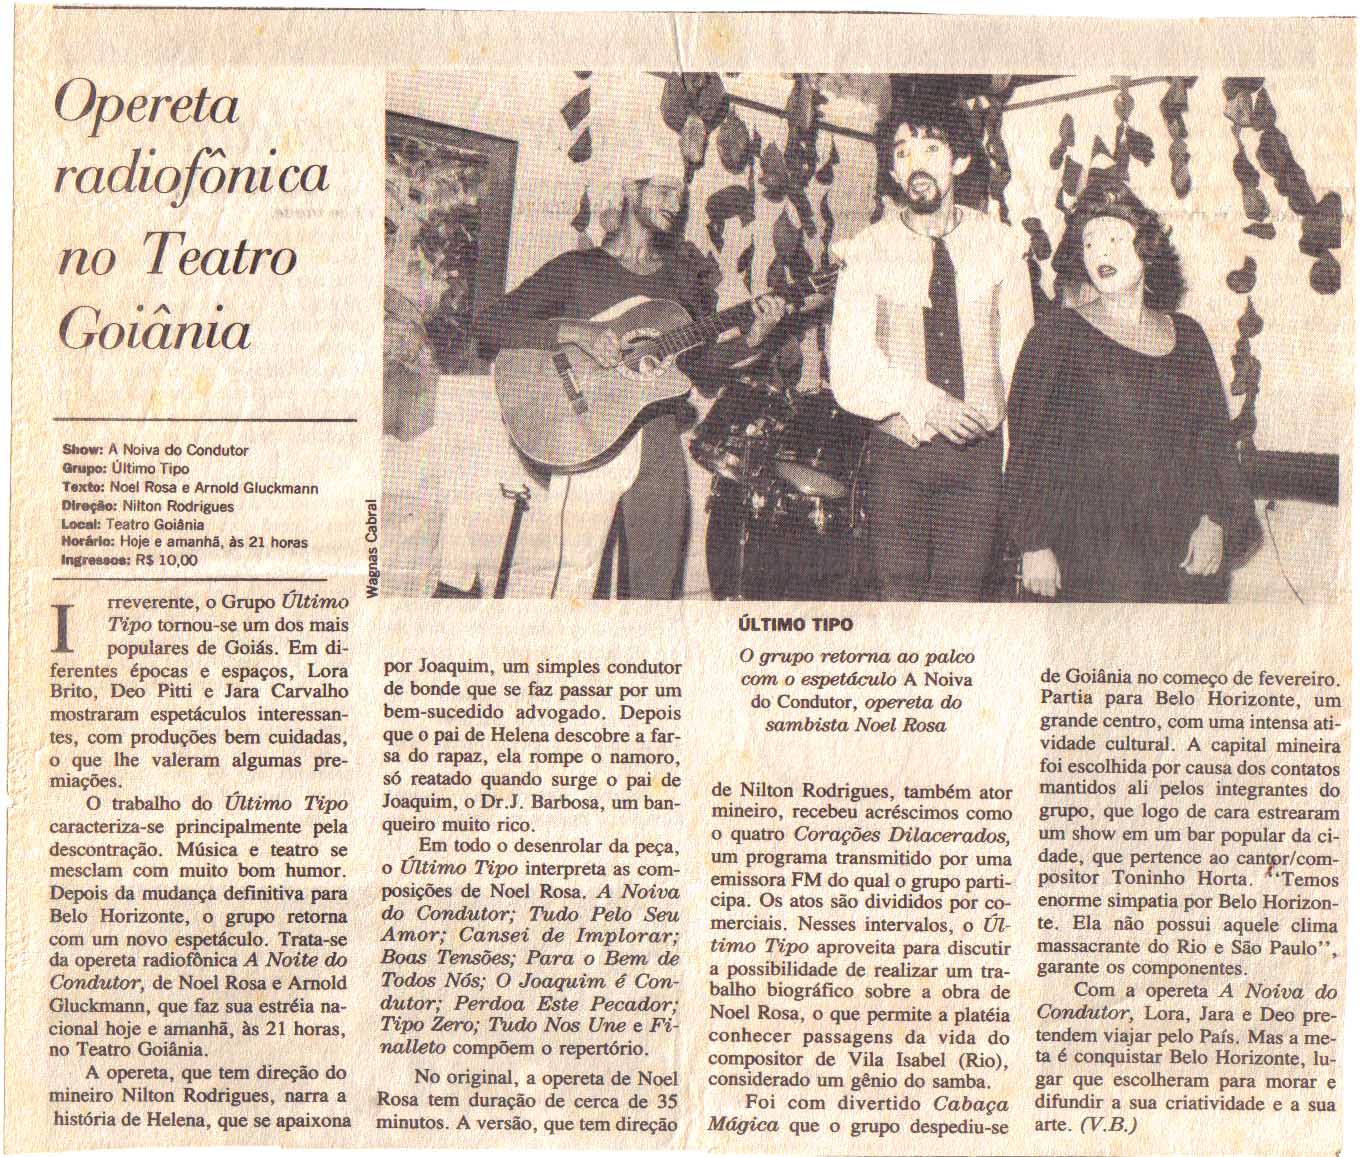 Opereta
radiofônica
no Teatro
Goiânia
Show: A Noiva do Condutor
Grupo: Último Tipo
Texto: Noel Rosa e Arnold Gluckmann
Direção: Nilton Rodrigues
Local: Teatro Goiânia
Horário: Hoje e amanhã, às 21 horas
Ingressos: R$ 10,00
Wagnas Cabral
Irreverente, o Grupo Último
Tipo tornou-se um dos mais
populares de Goiás. Em di-
ferentes épocas e espaços, Lora
Brito, Deo Pitti e Jara Carvalho
mostraram espetáculos interessan-
tes, com produções bem cuidadas,
o que lhe valeram algumas pre-
miações.
O trabalho do Último Tipo
caracteriza-se principalmente pela
descontração. Música e teatro se
mesclam com muito bom humor.
Depois da mudança definitiva para
Belo Horizonte, o grupo retorna
com um novo espetáculo. Trata-se
da opereta radiofônica A Noite do
Condutor, de Noel Rosa e Arnold
Gluckmann, que faz sua estréia na-
cional hoje e amanhã, às 21 horas,
no Teatro Goiânia.
A opereta, que tem direção do
mineiro Nilton Rodrigues, narra a
história de Helena, que se apaixona
por Joaquim, um simples condutor
de bonde que se faz passar por um
bem-sucedido advogado. Depois
que o pai de Helena descobre a far-
sa do rapaz, ela rompe o namoro,
só reatado quando surge o pai de
Joaquim, o Dr.J. Barbosa, um ban-
queiro muito rico.
Em todo o desenrolar da peça,
o Último Tipo interpreta as com-
posições de Noel Rosa. A Noiva
do Condutor; Tudo Pelo Seu
Amor; Cansei de Implorar;
Boas Tensões; Para o Bem de
Todos Nós; O Joaquim é Con-
dutor; Perdoa Este Pecador;
Tipo Zero; Tudo Nos Une e Fi-
nalleto compõem o repertório.
No original, a opereta de Noel
Rosa tem duração de cerca de 35
minutos. A versão, que tem direção
ÚLTIMO TIPO
O grupo retorna ao palco
com o espetáculo A Noiva
do Condutor, opereta do
sambista Noel Rosa
de Nilton Rodrigues, também ator
mineiro, recebeu acréscimos como
o quatro Corações Dilacerados,
um programa transmitido por uma
emissora FM do qual o grupo parti-
cipa. Os atos são divididos por co-
merciais. Nesses intervalos, o Úl-
timo Tipo aproveita para discutir
a possibilidade de realizar um tra-
balho biográfico sobre a obra de
Noel Rosa, o que permite a platéia
conhecer passagens da vida do
compositor de Vila Isabel (Rio),
considerado um gênio do samba.
Foi com divertido Cabaça
Mágica que o grupo despediu-se
de Goiânia no começo de fevereiro.
Partia para Belo Horizonte, um
grande centro, com uma intensa ati-
vidade cultural. A capital mineira
foi escolhida por causa dos contatos
mantidos ali pelos integrantes do
grupo, que logo de cara estrearam
um show em um bar popular da ci-
dade, que pertence ao cantor/com-
positor Toninho Horta. "Temos
enorme simpatia por Belo Horizon-
te. Ela não possui aquele clima
massacrante do Rio e São Paulo",
garante os componentes.
Com a opereta A Noiva do
Condutor, Lora, Jara e Deo pre-
tendem viajar pelo País. Mas a me-
ta é conquistar Belo Horizonte, lu-
gar que escolheram para morar e
difundir a sua criatividade e a sua
arte. (V.B.)